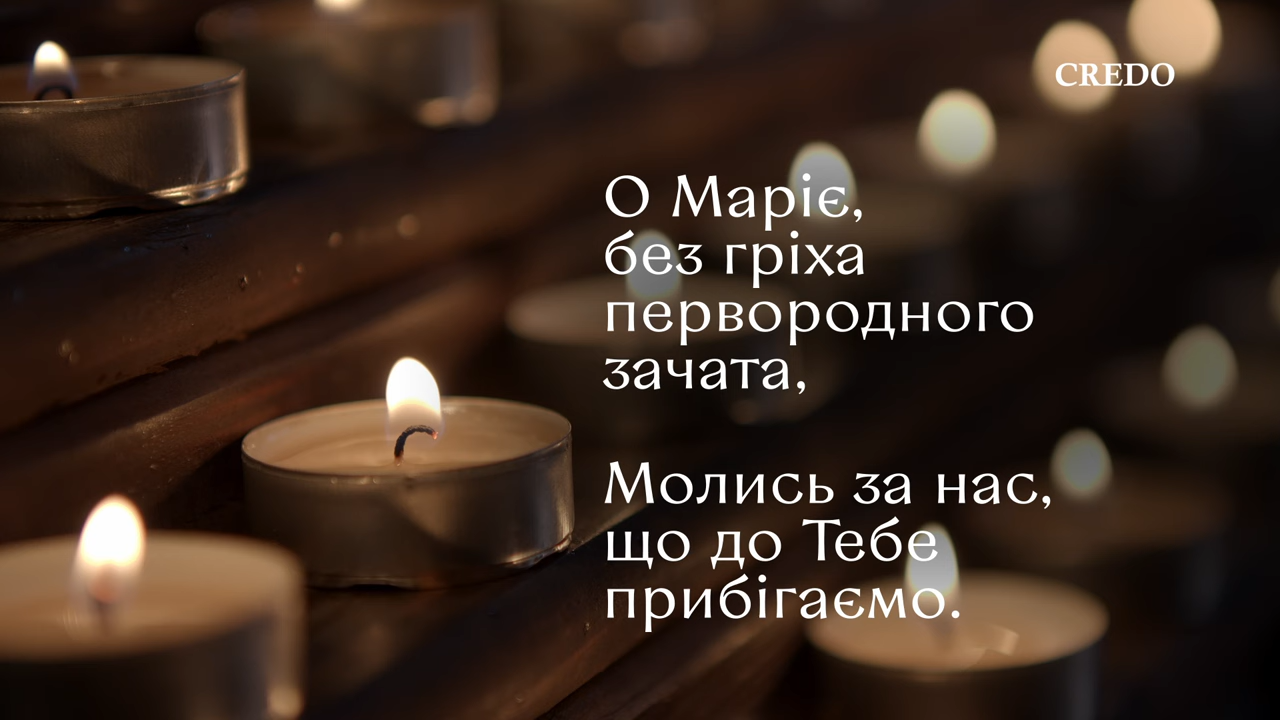 CREDO
О Маріє,
без гріха
первородного
зачата,
Молись за нас,
що до Тебе
прибігаємо.